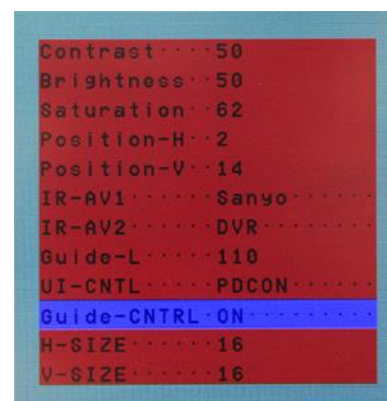 Contrast····50
Brightness··50
Saturation··62
Position-H··2
Position-V··14
IR-AV1······Sanyo·······
IR-AV2······DVR·········
Guide-L·····110
UI-CNTL·····PDCON·······
Guide-CNTRL·ON··········
H-SIZE······16
V-SIZE······16